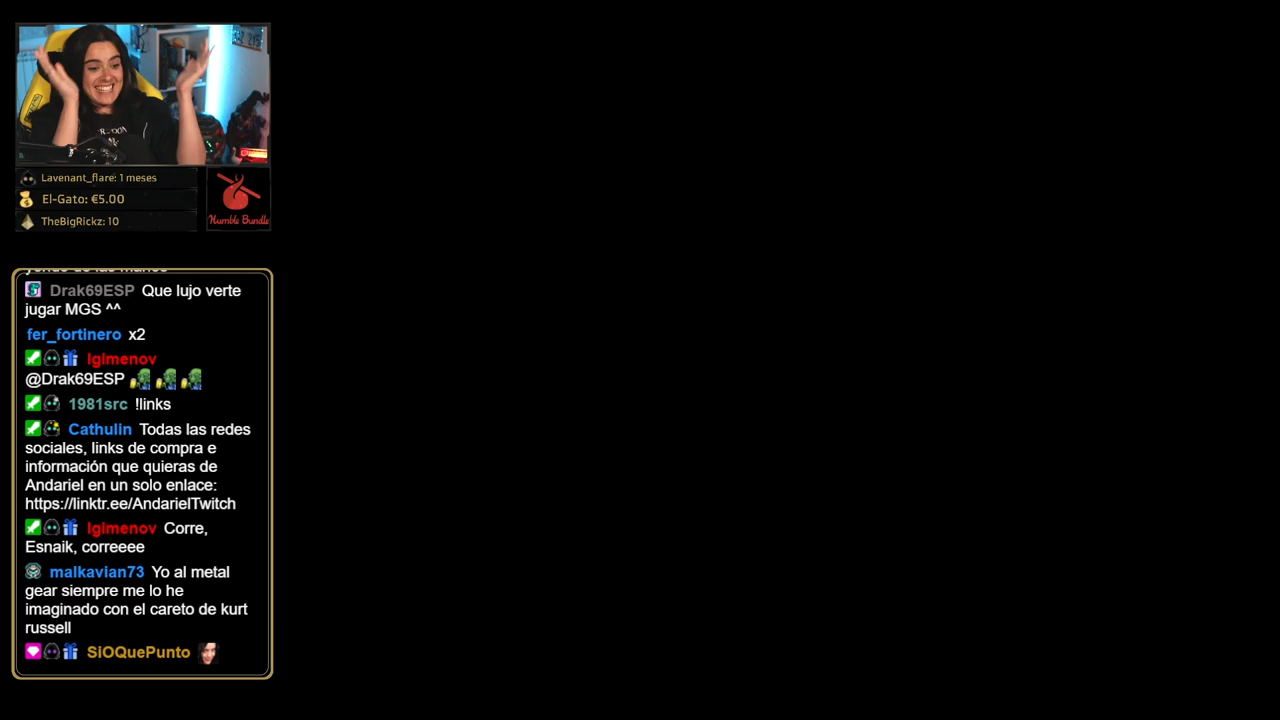 Lavenant_flare: 1 meses
El-Gato: €5.00
TheBigRickz: 10
Humble Bundle
Drak69ESP Que lujo verte
jugar MGS ^^
fer_fortinero x2
Iglmenov
@Drak69ESP
1981src !links
Cathulin Todas las redes
sociales, links de compra e
información que quieras de
Andariel en un solo enlace:
https://linktr.ee/AndarielTwitch
Iglmenov Corre,
Esnaik, correeee
malkavian73 Yo al metal
gear siempre me lo he
imaginado con el careto de kurt
russell
SiOQuePunto